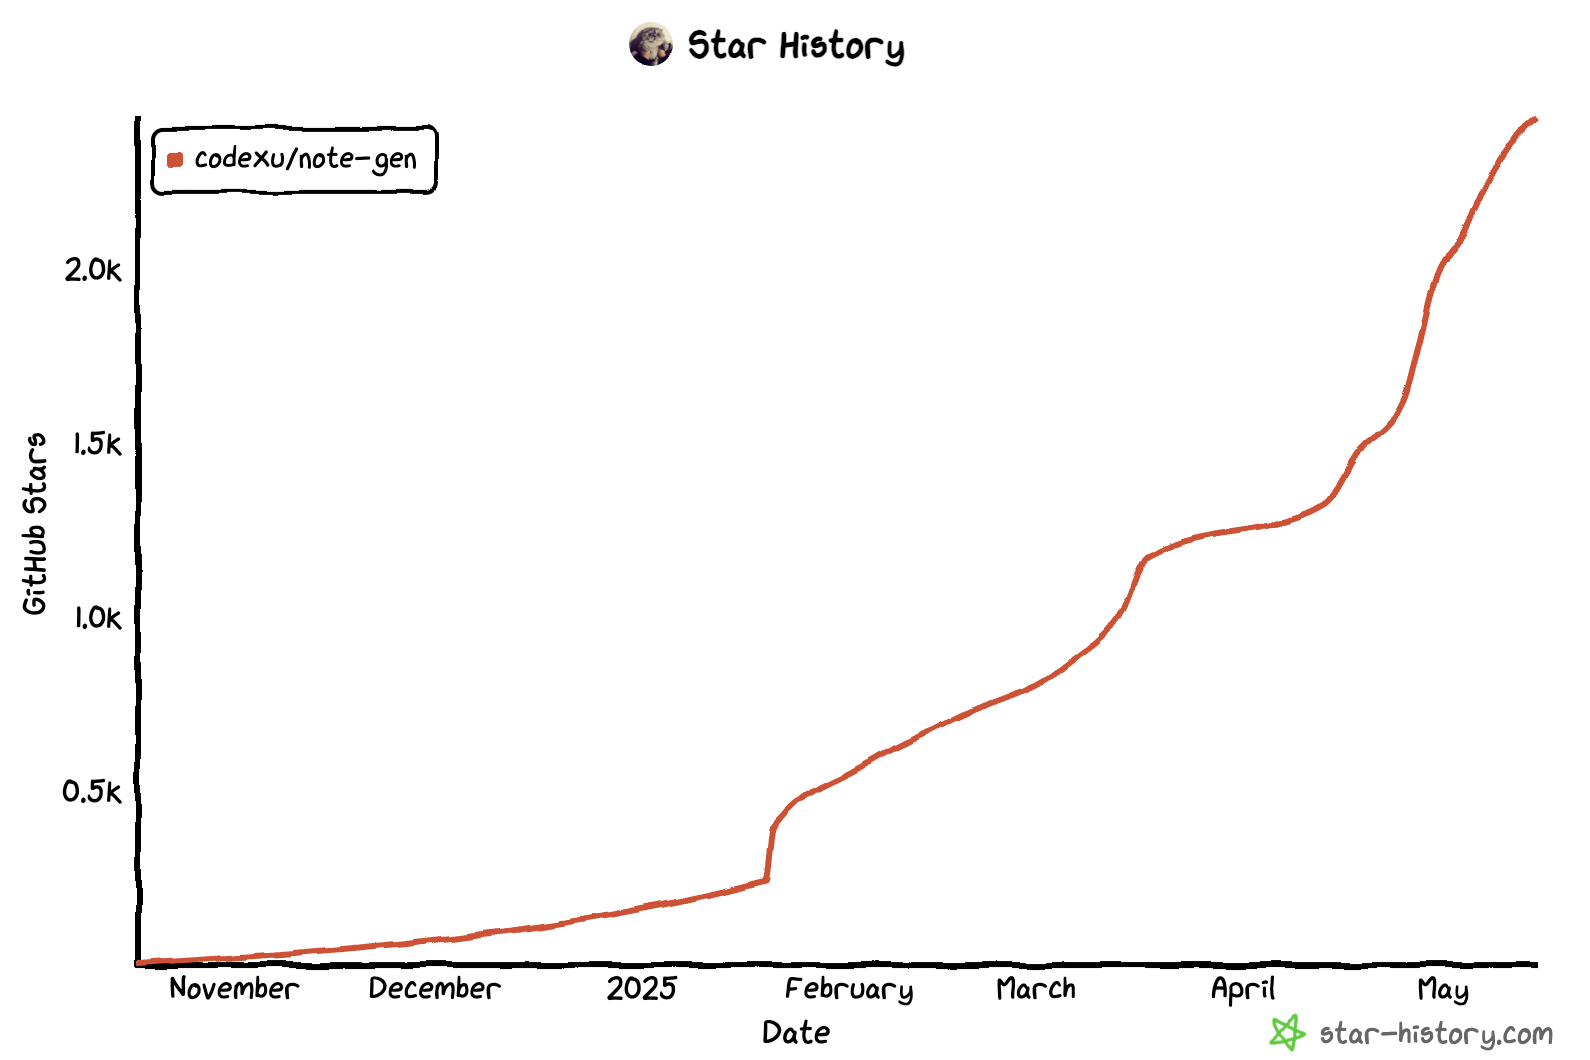 Star History
codexu/note-gen
2.0k
1.5k
1.0k
0.5k
GitHub Stars
November December 2025 February March April May
Date
star-history.com